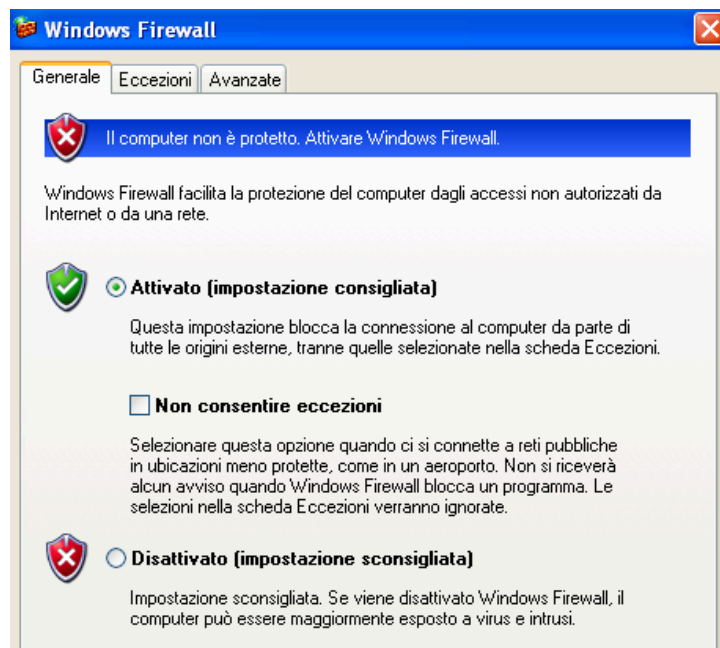 Windows Firewall
Generale
Eccezioni
Avanzate
Il computer non è protetto. Attivare Windows Firewall.
Windows Firewall facilita la protezione del computer dagli accessi non autorizzati da
Internet o da una rete.
Attivato (impostazione consigliata)
Questa impostazione blocca la connessione al computer da parte di
tutte le origini esterne, tranne quelle selezionate nella scheda Eccezioni.
Non consentire eccezioni
Selezionare questa opzione quando ci si connette a reti pubbliche
in ubicazioni meno protette, come in un aeroporto. Non si riceverà
alcun avviso quando Windows Firewall blocca un programma. Le
selezioni nella scheda Eccezioni verranno ignorate.
Disattivato (impostazione sconsigliata)
Impostazione sconsigliata. Se viene disattivato Windows Firewall, il
computer può essere maggiormente esposto a virus e intrusi.